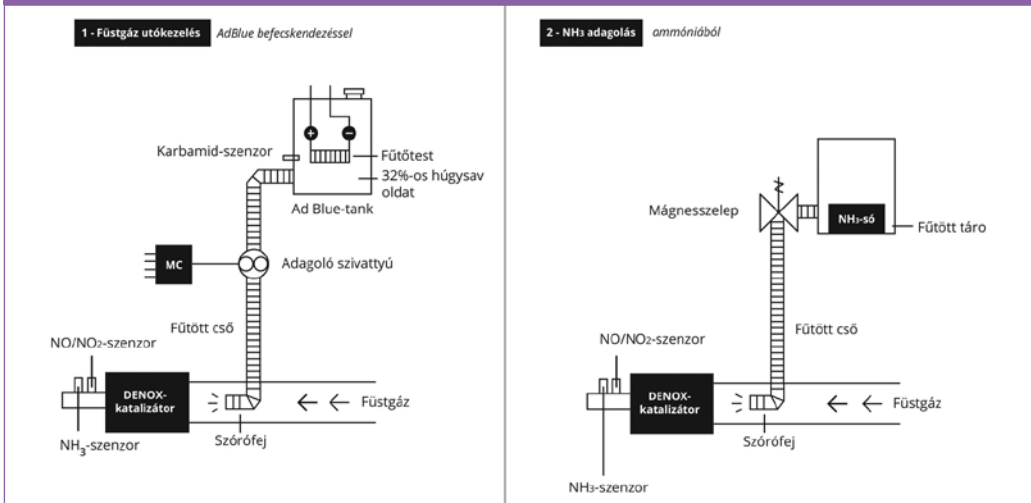 1 - Füstgáz utókezelés AdBlue befecskendezéssel
Karbamid-szenzor
+
−
Fűtőtest
32%-os húgysav
oldat
Ad Blue-tank
MC
Adagoló szivattyú
Fűtött cső
NO/NO2-szenzor
DENOX-
katalizátor
Füstgáz
NH3-szenzor
Szórófej
2 - NH3 adagolás ammóniából
Mágnesszelep
NH3-só
Fűtött táro
Fűtött cső
NO/NO2-szenzor
DENOX-
katalizátor
Füstgáz
Szórófej
NH3-szenzor